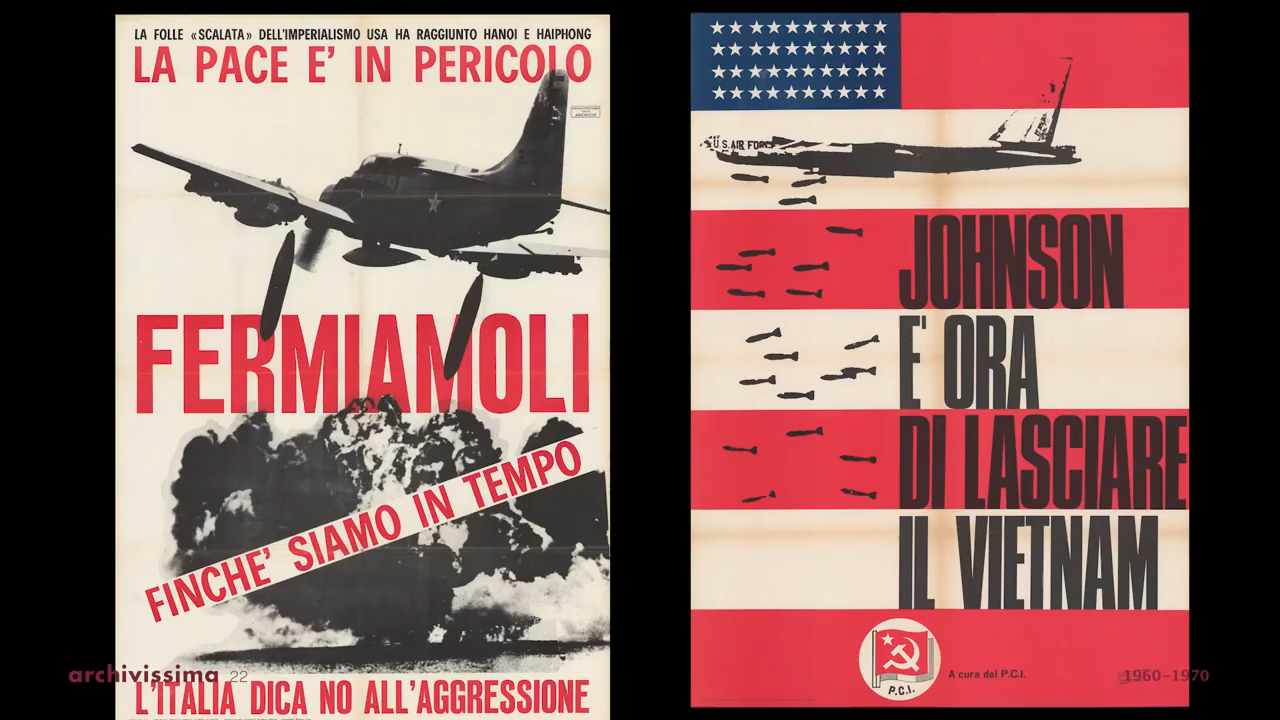 LA FOLLE «SCALATA» DELL'IMPERIALISMO USA HA RAGGIUNTO HANOI E HAIPHONG
LA PACE E' IN PERICOLO
FERMIAMOLI
FINCHE' SIAMO IN TEMPO
L'ITALIA DICA NO ALL'AGGRESSIONE
U.S. AIR FORCE
JOHNSON
E' ORA
DI LASCIARE
IL VIETNAM
P.C.I.
A cura del P.C.I.
archivissima 22
1960-1970